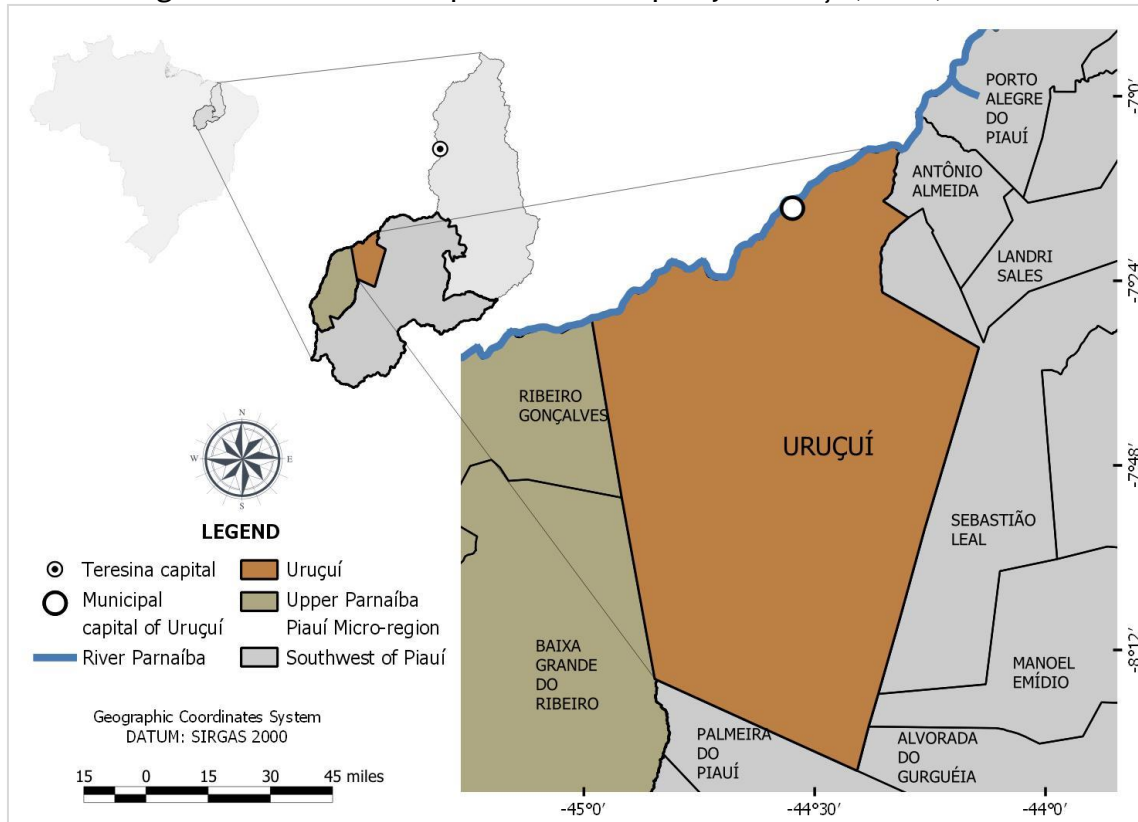 PORTO
ALEGRE
DO
PIAUÍ
ANTÔNIO
ALMEIDA
LANDRI
SALES
RIBEIRO
GONÇALVES
URUÇUÍ
SEBASTIÃO
LEAL
BAIXA
GRANDE
DO
RIBEIRO
MANOEL
EMÍDIO
PALMEIRA
DO
PIAUÍ
ALVORADA
DO
GURGUÉIA
-7°0′
-7°24′
-7°48′
-8°12′
-45°0′
-44°30′
-44°0′
N
W
E
S
LEGEND
Teresina capital
Municipal
capital of Uruçuí
River Parnaíba
Uruçuí
Upper Parnaíba
Piauí Micro-region
Southwest of Piauí
Geographic Coordinates System
DATUM: SIRGAS 2000
15 0 15 30 45 miles